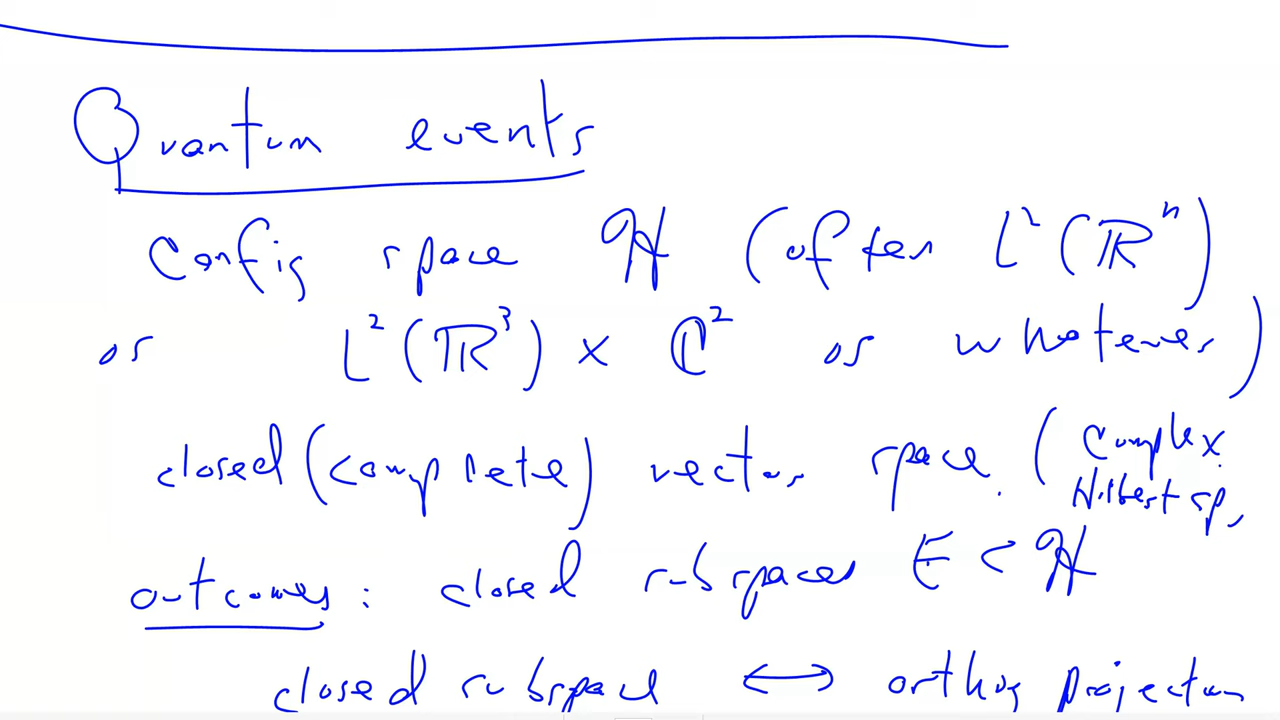 Quantum events
Config space ℋ (often L²(ℝⁿ)
or L²(ℝ³) × ℂ² or whatever)
closed (complete) vector space. (Complex
Hilbert sp,
outcomes: closed subspaces E ⊂ ℋ
closed subspace ↔ orthog projection